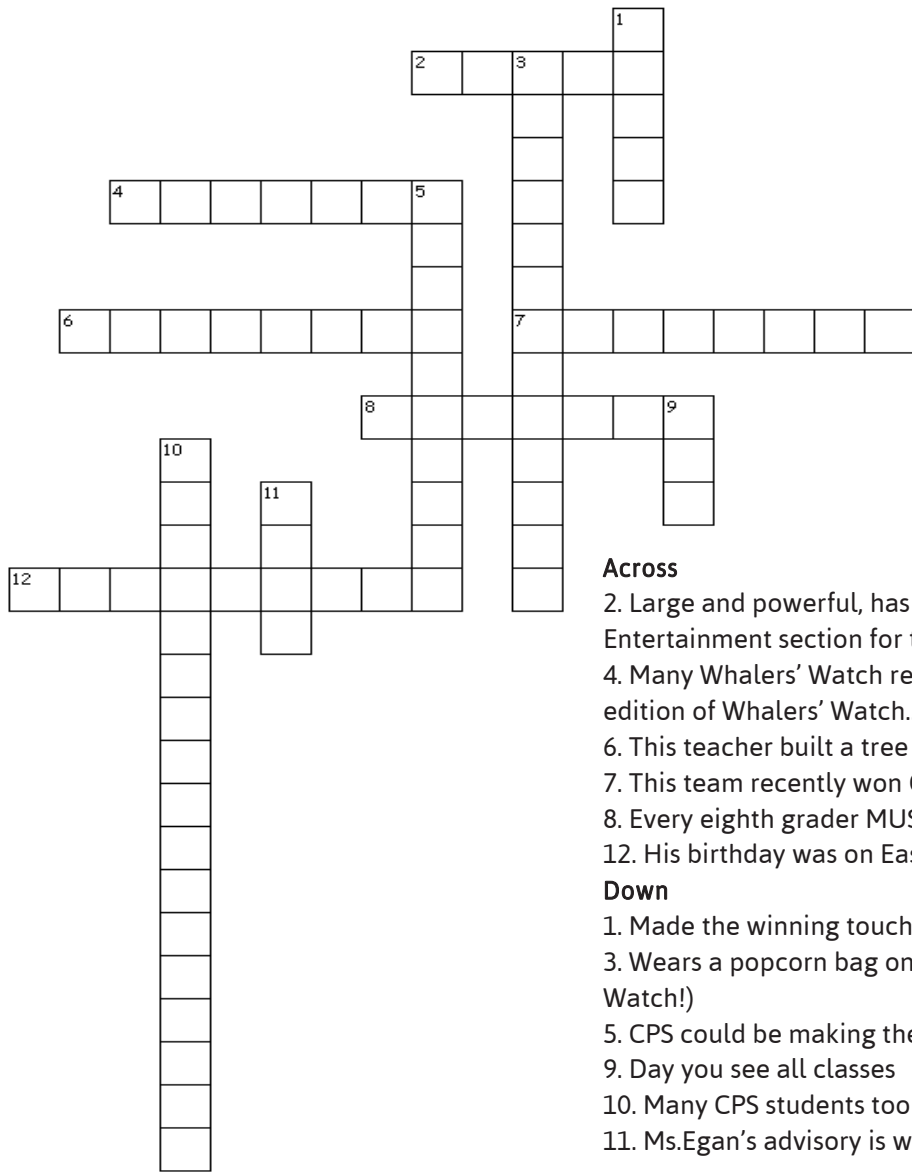 1
2 3
4 5
6 7
8 9
10
11
12
Across
2. Large and powerful, has
Entertainment section for
4. Many Whalers’ Watch re
edition of Whalers’ Watch.
6. This teacher built a tree
7. This team recently won
8. Every eighth grader MUS
12. His birthday was on Eas
Down
1. Made the winning touch
3. Wears a popcorn bag on
Watch!)
5. CPS could be making the
9. Day you see all classes
10. Many CPS students too
11. Ms.Egan’s advisory is w